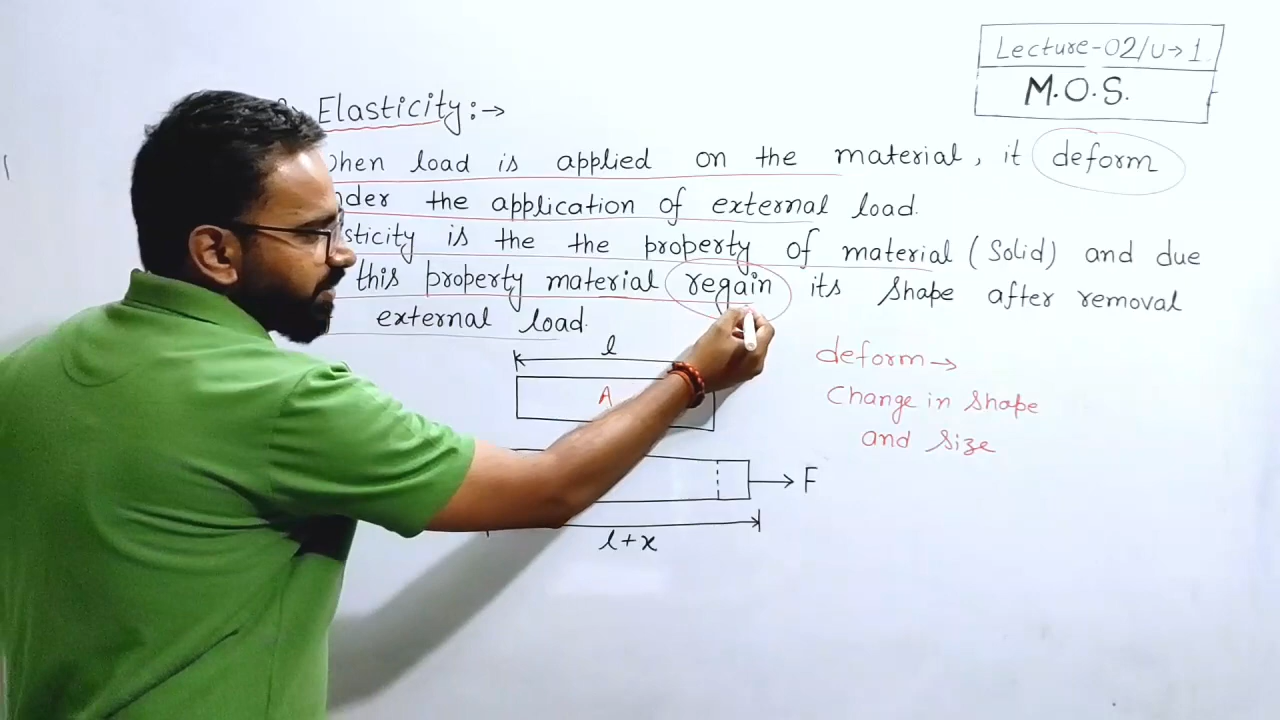 Lecture-02/U→1
M.O.S.
Elasticity:→
when load is applied on the material, it deform
under the application of external load.
sticity is the the property of material (Solid) and due
this property material regain its shape after removal
external load.
l
A
F
l+x
deform→
Change in shape
and size